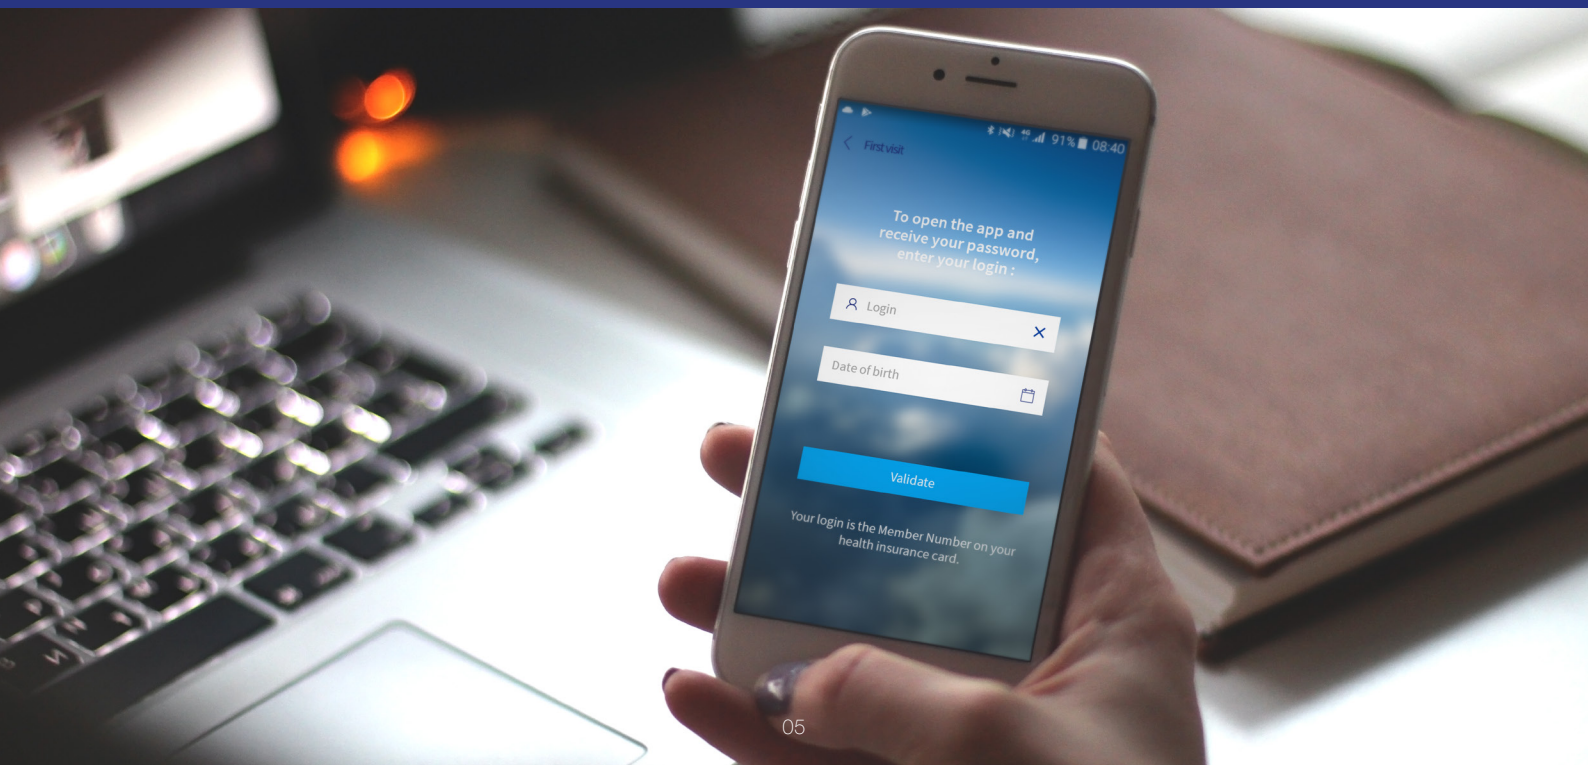 91% 08:40
First visit
To open the app and
receive your password,
enter your login :
Login
Date of birth
Validate
Your login is the Member Number on your
health insurance card.
05